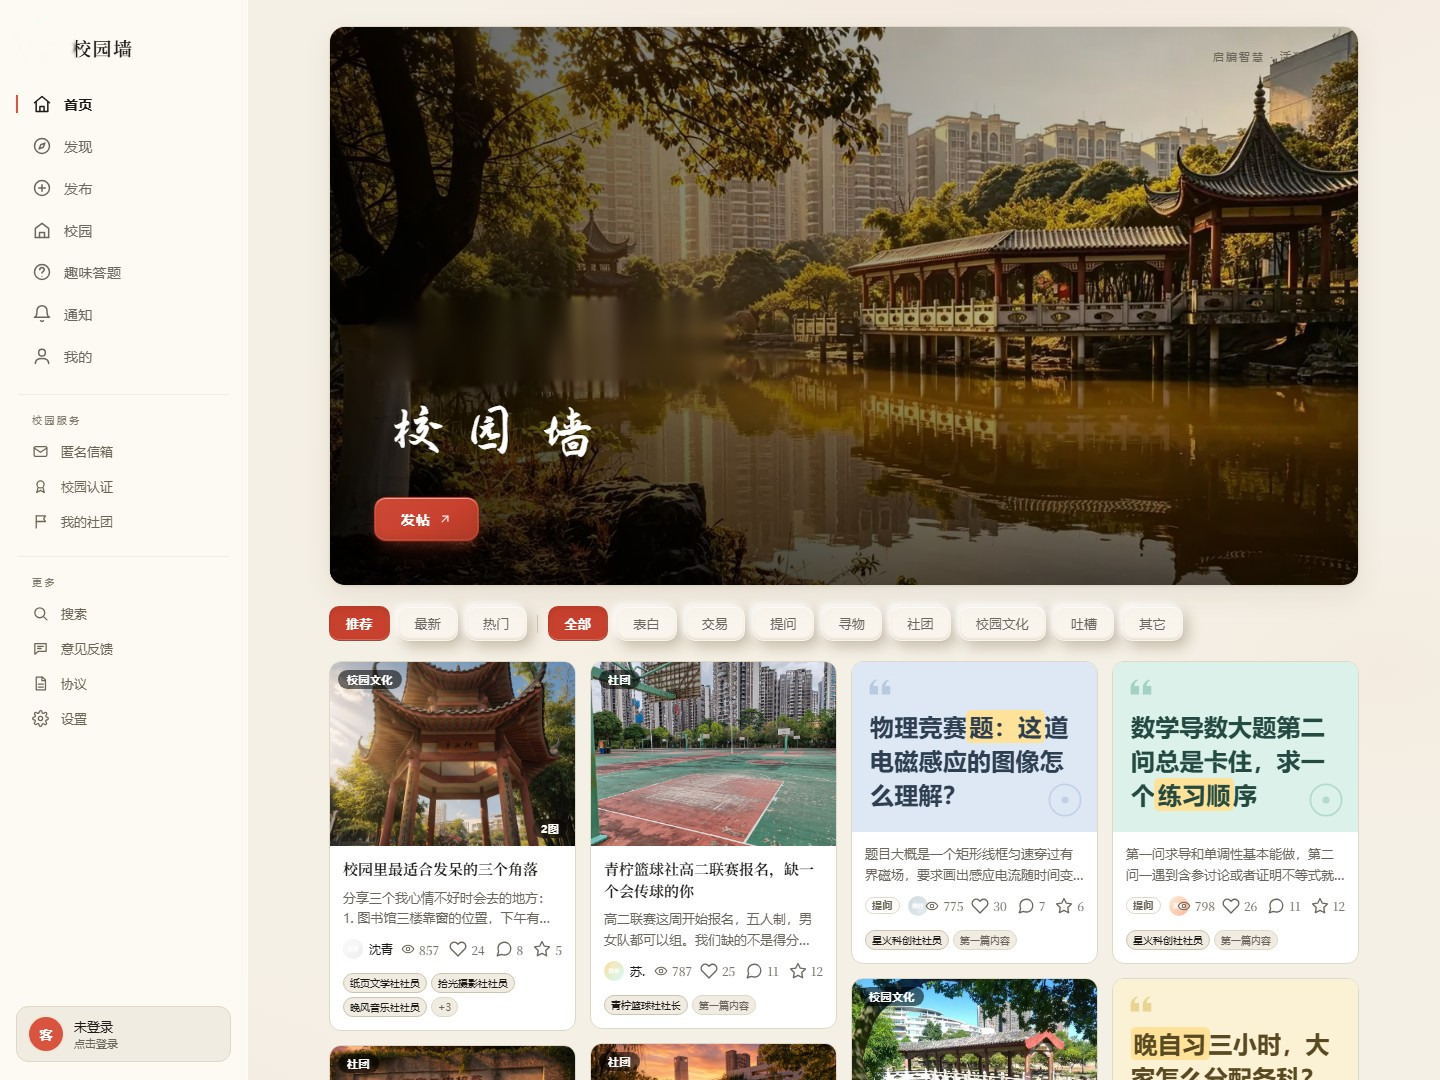 校园墙
首页
发现
发布
校园
趣味答题
通知
我的
校园服务
匿名信箱
校园认证
我的社团
更多
搜索
意见反馈
协议
设置
客
未登录
点击登录
启牖智慧
校园墙
发帖
推荐
最新
热门
全部
表白
交易
提问
寻物
社团
校园文化
吐槽
其它
校园文化
2图
校园里最适合发呆的三个角落
分享三个我心情不好时会去的地方：
1. 图书馆三楼靠窗的位置，下午有...
沈青 857 24 8 5
纸页文学社社员 拾光摄影社社员
晚风音乐社社员 +3
社团
青柠篮球社高二联赛报名，缺一
个会传球的你
高二联赛这周开始报名，五人制，男
女队都可以组。我们缺的不是得分...
苏. 787 25 11 12
青柠篮球社社长 第一篇内容
物理竞赛题：这道
电磁感应的图像怎
么理解？
题目大概是一个矩形线框匀速穿过有
界磁场，要求画出感应电流随时间变...
提问 775 30 7 6
星火科创社社员 第一篇内容
数学导数大题第二
问总是卡住，求一
个练习顺序
第一问求导和单调性基本能做，第二
问一遇到含参讨论或者证明不等式就...
提问 798 26 11 12
星火科创社社员 第一篇内容
社团
社团
校园文化
晚自习三小时，大
家怎么分配各科？